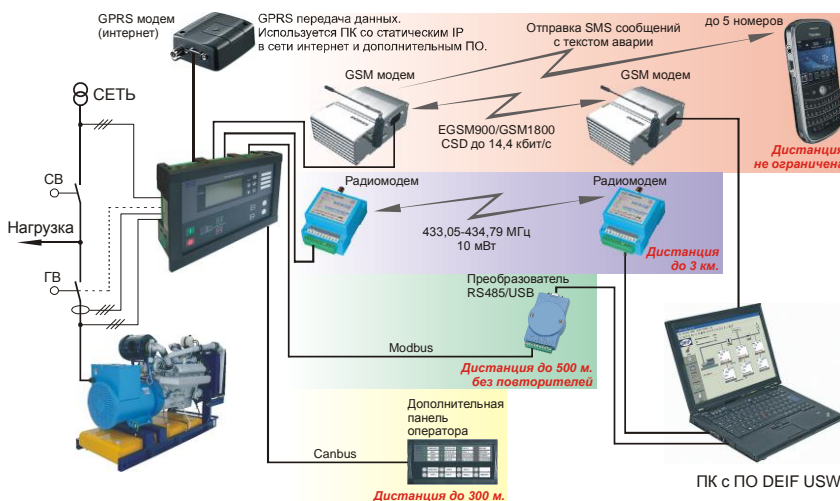 GPRS модем
(интернет)
GPRS передача данных.
Используется ПК со статическим IP
в сети интернет и дополнительным ПО.
Отправка SMS сообщений
с текстом аварии
до 5 номеров
GSM модем
GSM модем
EGSM900/GSM1800
CSD до 14,4 кбит/с
Дистанция
не ограничена
СЕТЬ
СВ
Нагрузка
ГВ
Радиомодем
Радиомодем
433,05-434,79 МГц
10 мВт
Дистанция
до 3 км.
Преобразователь
RS485/USB
Modbus
Дистанция до 500 м.
без повторителей
Дополнительная
панель
оператора
Canbus
Дистанция до 300 м.
ПК с ПО DEIF USW